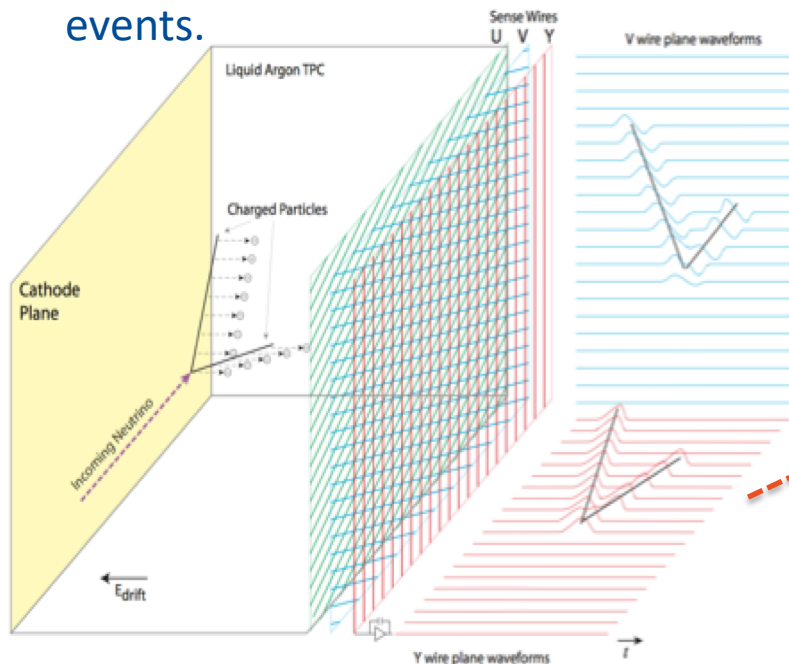 events.
Sense Wires
U V Y
V wire plane waveforms
Liquid Argon TPC
Charged Particles
Cathode
Plane
Incoming Neutrino
Edrift
Y wire plane waveforms
t